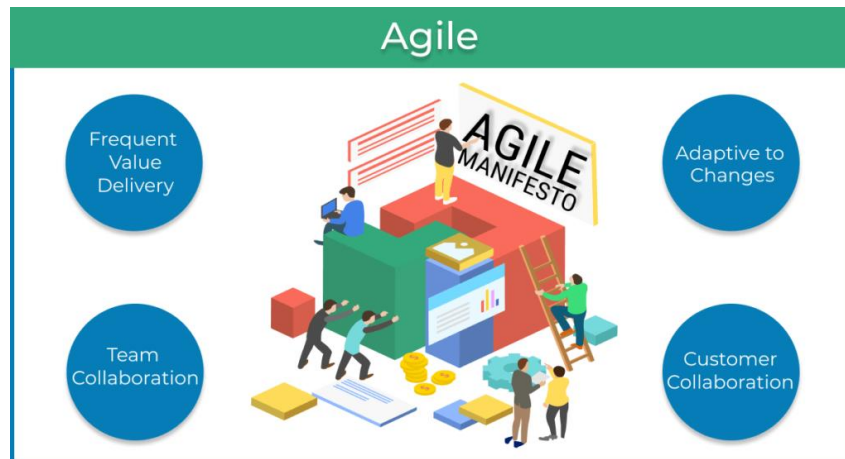 Agile
Frequent
Value
Delivery
AGILE
MANIFESTO
Adaptive to
Changes
Team
Collaboration
Customer
Collaboration